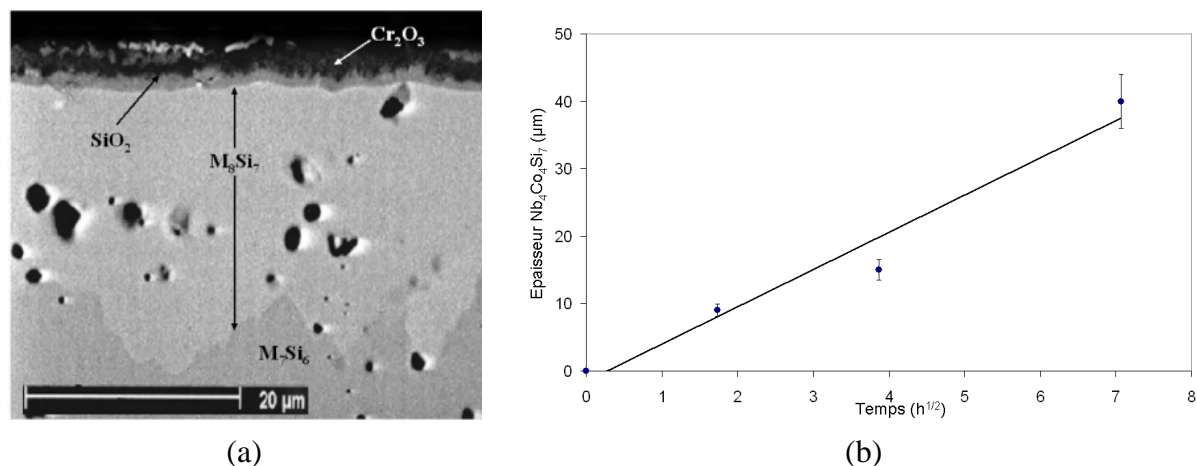 Cr₂O₃
SiO₂
M₈Si₇
M₇Si₆
20 µm
(a)
50
40
30
20
10
0
Epaisseur Nb₄Co₄Si₇ (µm)
0 1 2 3 4 5 6 7 8
Temps (h^1/2)
(b)